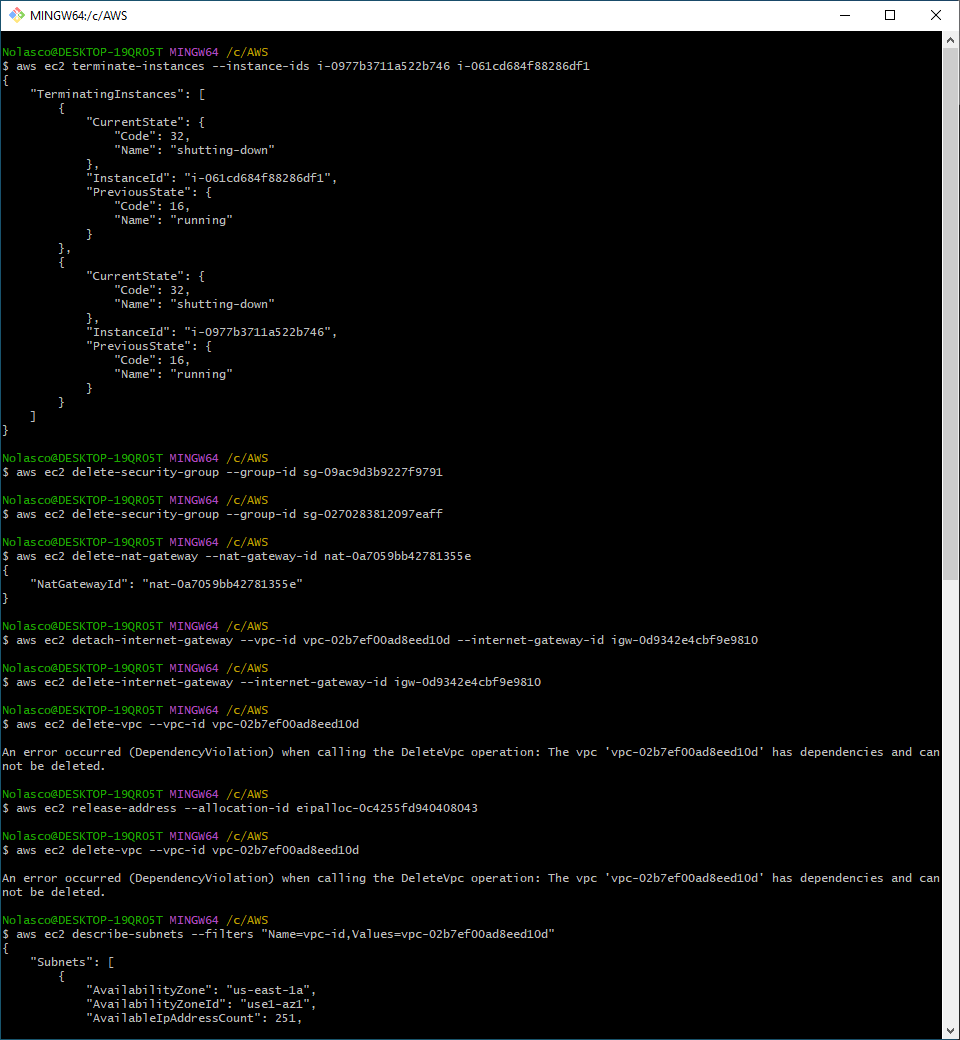 MINGW64:/c/AWS
Nolasco@DESKTOP-19QR05T MINGW64 /c/AWS
$ aws ec2 terminate-instances --instance-ids i-0977b3711a522b746 i-061cd684f88286df1
{
    "TerminatingInstances": [
        {
            "CurrentState": {
                "Code": 32,
                "Name": "shutting-down"
            },
            "InstanceId": "i-061cd684f88286df1",
            "PreviousState": {
                "Code": 16,
                "Name": "running"
            }
        },
        {
            "CurrentState": {
                "Code": 32,
                "Name": "shutting-down"
            },
            "InstanceId": "i-0977b3711a522b746",
            "PreviousState": {
                "Code": 16,
                "Name": "running"
            }
        }
    ]
}
Nolasco@DESKTOP-19QR05T MINGW64 /c/AWS
$ aws ec2 delete-security-group --group-id sg-09ac9d3b9227f9791
Nolasco@DESKTOP-19QR05T MINGW64 /c/AWS
$ aws ec2 delete-security-group --group-id sg-0270283812097eaff
Nolasco@DESKTOP-19QR05T MINGW64 /c/AWS
$ aws ec2 delete-nat-gateway --nat-gateway-id nat-0a7059bb42781355e
{
    "NatGatewayId": "nat-0a7059bb42781355e"
}
Nolasco@DESKTOP-19QR05T MINGW64 /c/AWS
$ aws ec2 detach-internet-gateway --vpc-id vpc-02b7ef00ad8eed10d --internet-gateway-id igw-0d9342e4cbf9e9810
Nolasco@DESKTOP-19QR05T MINGW64 /c/AWS
$ aws ec2 delete-internet-gateway --internet-gateway-id igw-0d9342e4cbf9e9810
Nolasco@DESKTOP-19QR05T MINGW64 /c/AWS
$ aws ec2 delete-vpc --vpc-id vpc-02b7ef00ad8eed10d
An error occurred (DependencyViolation) when calling the DeleteVpc operation: The vpc 'vpc-02b7ef00ad8eed10d' has dependencies and can
not be deleted.
Nolasco@DESKTOP-19QR05T MINGW64 /c/AWS
$ aws ec2 release-address --allocation-id eipalloc-0c4255fd940408043
Nolasco@DESKTOP-19QR05T MINGW64 /c/AWS
$ aws ec2 delete-vpc --vpc-id vpc-02b7ef00ad8eed10d
An error occurred (DependencyViolation) when calling the DeleteVpc operation: The vpc 'vpc-02b7ef00ad8eed10d' has dependencies and can
not be deleted.
Nolasco@DESKTOP-19QR05T MINGW64 /c/AWS
$ aws ec2 describe-subnets --filters "Name=vpc-id,Values=vpc-02b7ef00ad8eed10d"
{
    "Subnets": [
        {
            "AvailabilityZone": "us-east-1a",
            "AvailabilityZoneId": "use1-az1",
            "AvailableIpAddressCount": 251,